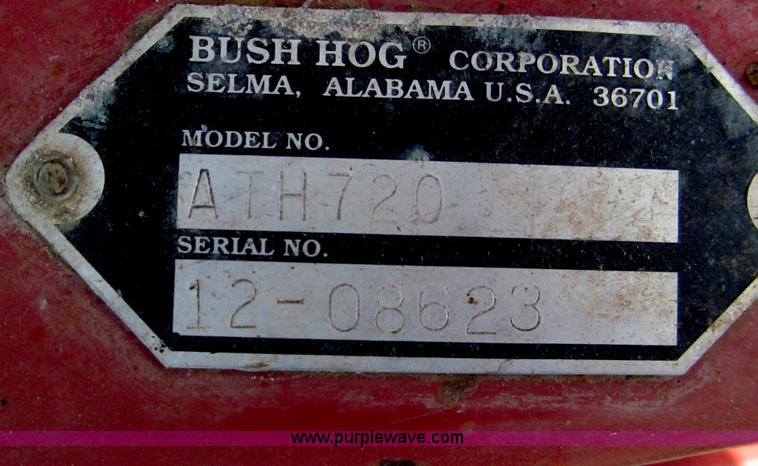 BUSH HOG® CORPORATION
SELMA, ALABAMA U.S.A. 36701
MODEL NO.
ATH720
SERIAL NO.
12-08623
www.purplewave.com